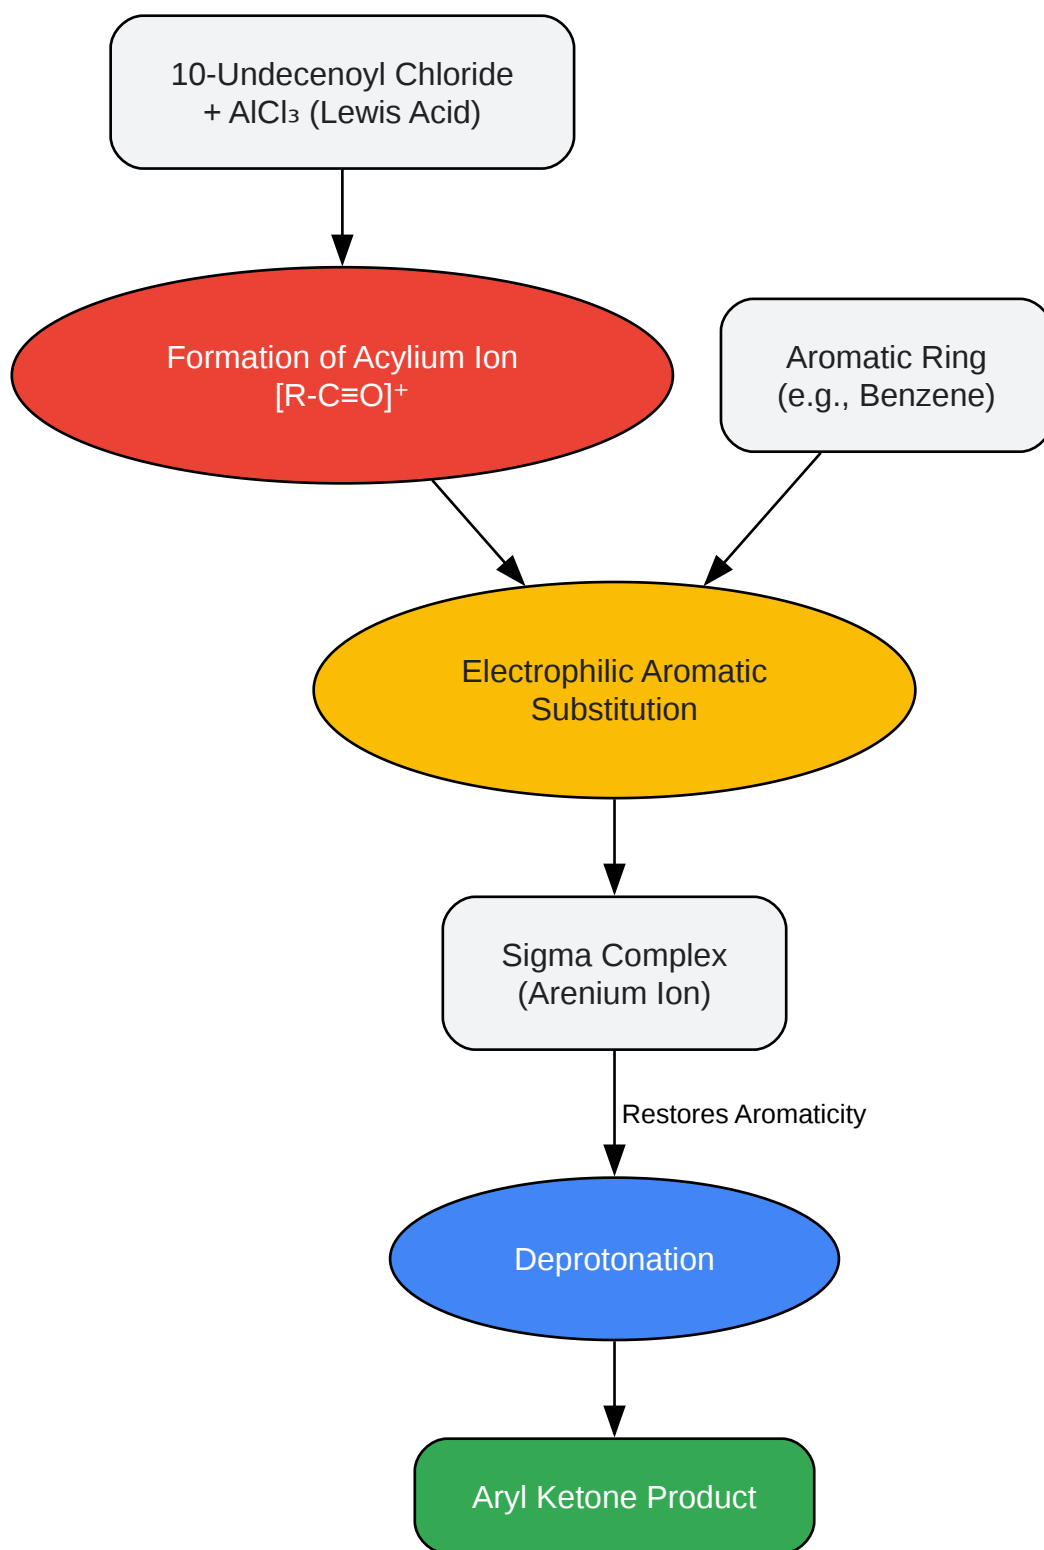 10-Undecenoyl Chloride
+ AlCl₃ (Lewis Acid)
Formation of Acylium Ion
[R-C≡O]⁺
Aromatic Ring
(e.g., Benzene)
Electrophilic Aromatic
Substitution
Sigma Complex
(Arenium Ion)
Restores Aromaticity
Deprotonation
Aryl Ketone Product